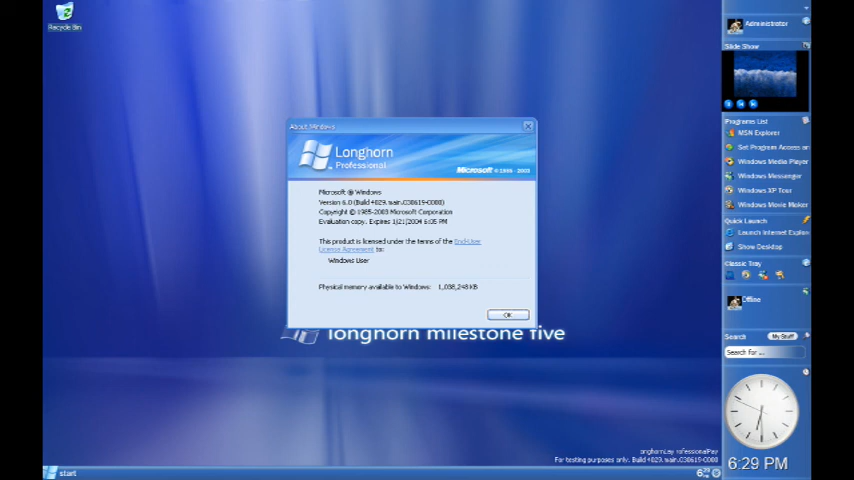 Recycle Bin
Administrator
Slide Show
Programs List
MSN Explorer
Set Program Access an
Windows Media Player
Windows Messenger
Windows XP Tour
Windows Movie Maker
Quick Launch
Launch Internet Explor
Show Desktop
Classic Tray
Offline
Search
My Stuff
Search for ...
6:29 PM
About Windows
Longhorn
Professional
Microsoft © 1985 - 2003
Microsoft ® Windows
Version 6.0 (Build 4029.main.030619-0000)
Copyright © 1985-2003 Microsoft Corporation
Evaluation copy. Expires 1/21/2004 6:05 PM
This product is licensed under the terms of the End-User
License Agreement to:
Windows User
Physical memory available to Windows: 1,038,248 KB
OK
longhorn milestone five
For testing purposes only. Build 4029.main.030619-0000
start